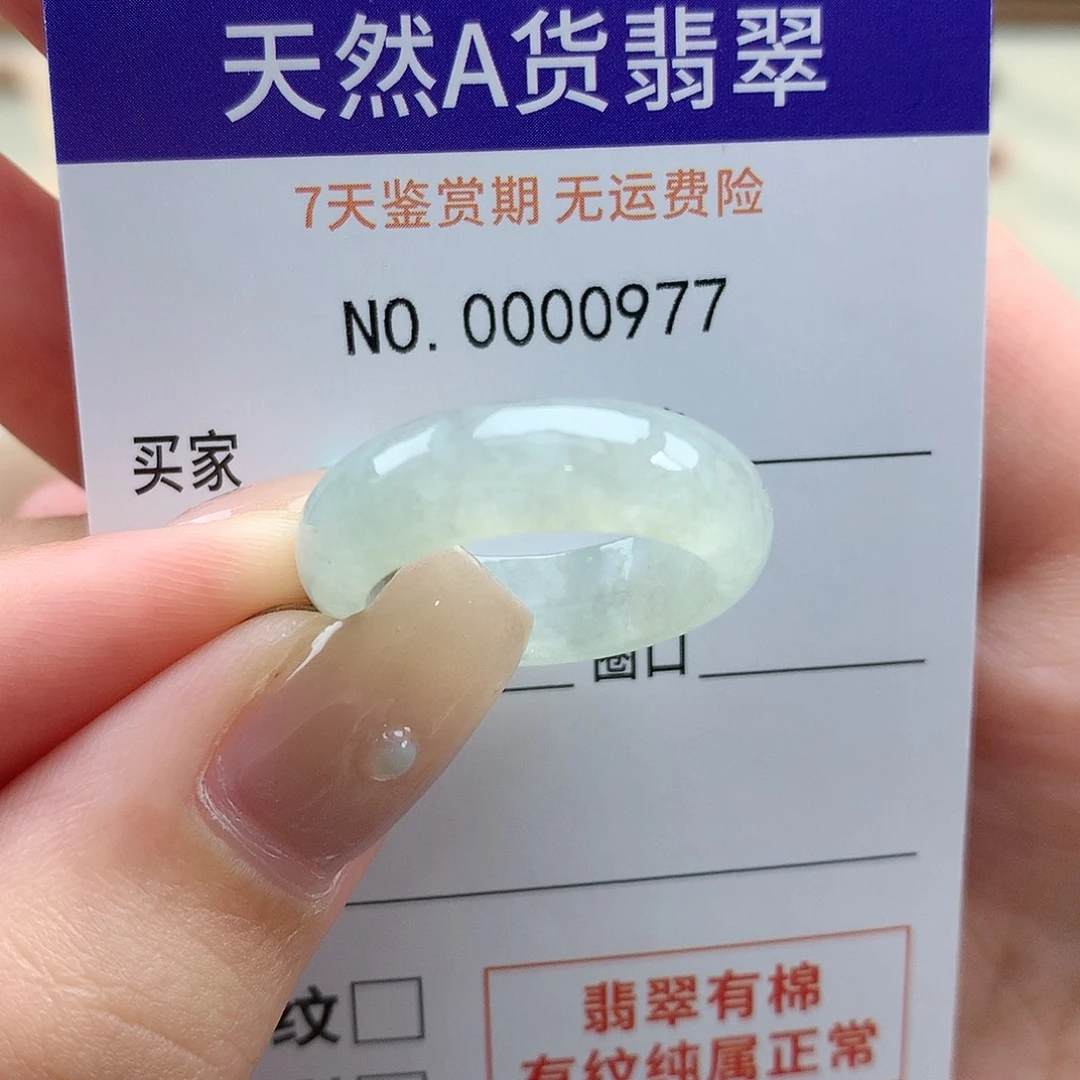 天然A货翡翠
7天鉴赏期 无运费险
NO. 0000977
买家
圈口
纹
翡翠有棉
有纹纯属正常